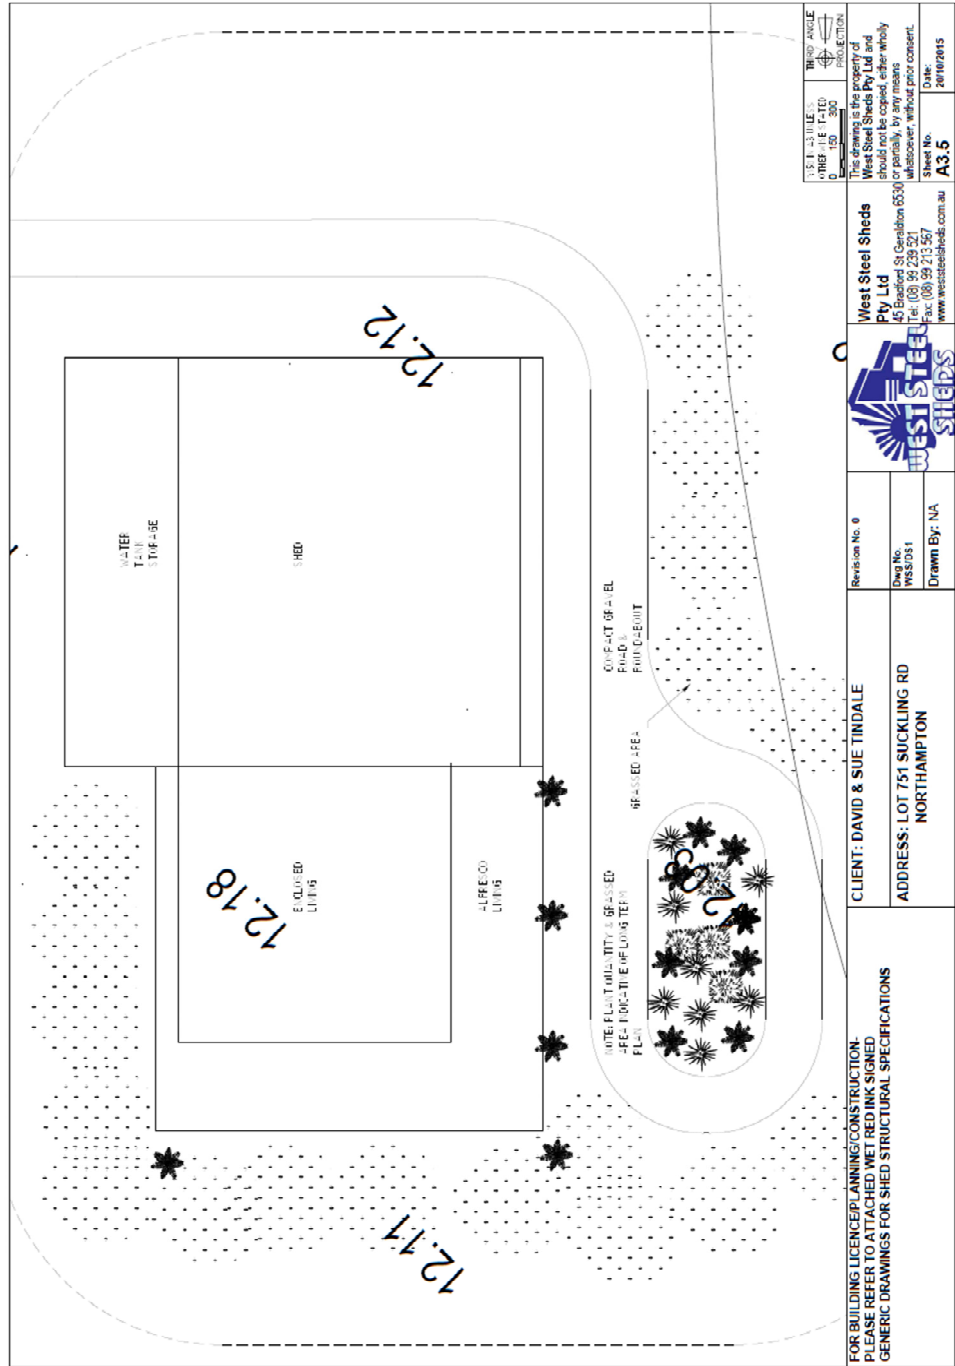 WATER
TANK
STORAGE
SHED
12.12
ENCLOSED
LIVING
12.18
ALFRESCO
LIVING
12.11
COMPACT GRAVEL
ROAD &
ROUNDABOUT
GRASSED AREA
NOTE: PLANT QUANTITY & GRASSED
AREA INDICATIVE OF LONG TERM
PLAN
FOR BUILDING LICENCE/PLANNING/CONSTRUCTION-
PLEASE REFER TO ATTACHED WET RED INK SIGNED
GENERIC DRAWINGS FOR SHED STRUCTURAL SPECIFICATIONS
CLIENT: DAVID & SUE TINDALE
ADDRESS: LOT 751 SUCKLING RD
NORTHAMPTON
Revision No. 0
Dwg No.
WSS/DS1
Drawn By: NA
WEST STEEL
SHEDS
West Steel Sheds
Pty Ltd
45 Bradford St Geraldton 6530
Tel: (08) 99 239 521
Fax: (08) 99 213 567
www.weststeelsheds.com.au
UNLESS
OTHERWISE STATED
0 150 300
THIRD ANGLE
PROJECTION
This drawing is the property of
West Steel Sheds Pty Ltd and
should not be copied, either wholly
or partially, by any means
whatsoever, without prior consent.
Sheet No.
A3.5
Date:
20/10/2015